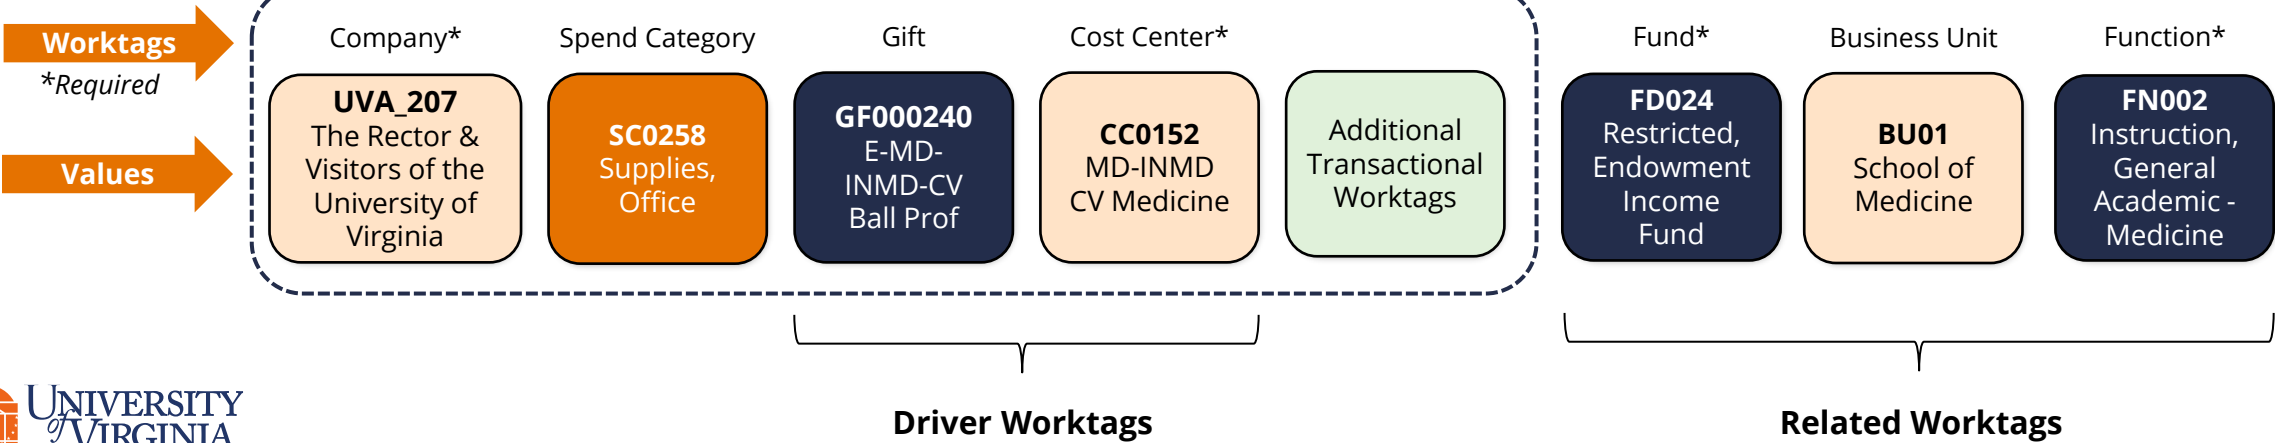 Worktags
*Required
Values
Company*
UVA_207
The Rector &
Visitors of the
University of
Virginia
Spend Category
SC0258
Supplies,
Office
Gift
GF000240
E-MD-
INMD-CV
Ball Prof
Cost Center*
CC0152
MD-INMD
CV Medicine
Additional
Transactional
Worktags
Fund*
FD024
Restricted,
Endowment
Income
Fund
Business Unit
BU01
School of
Medicine
Function*
FN002
Instruction,
General
Academic -
Medicine
Driver Worktags
Related Worktags
UNIVERSITY
of VIRGINIA